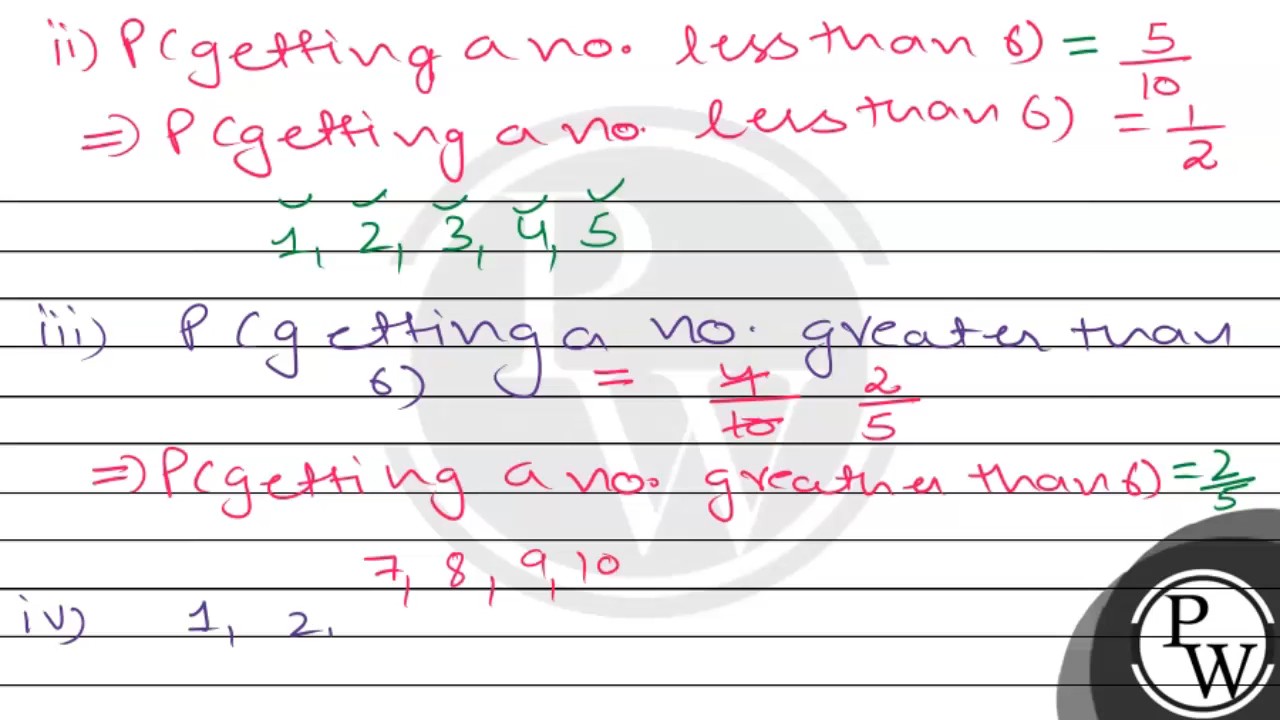 ii) P(getting a no. less than 6) = 5/10
=> P(getting a no. less than 6) = 1/2
1, 2, 3, 4, 5
iii) P(getting a no. greater than
6) = 4/10 2/5
=> P(getting a no. greather than 6) = 2/5
7, 8, 9, 10
iv) 1, 2,
PW
PW